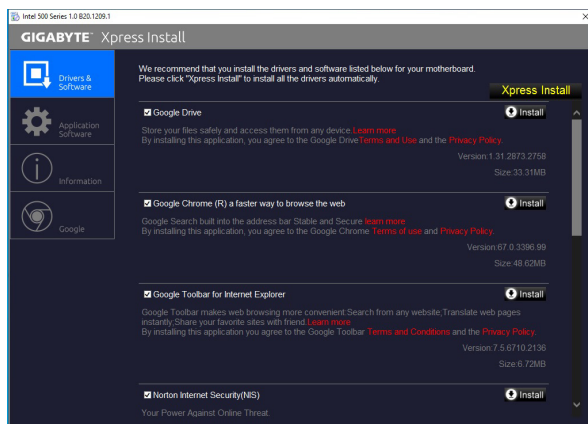 Intel 500 Series 1.0 B20.1209.1
GIGABYTE™ Xpress Install
Drivers &
Software
Application
Software
Information
Google
We recommend that you install the drivers and software listed below for your motherboard.
Please click "Xpress Install" to install all the drivers automatically.
Xpress Install
Google Drive
Install
Store your files safely and access them from any device.Learn more
By installing this application, you agree to the Google DriveTerms and Use and the Privacy Policy.
Version:1.31.2873.2758
Size:33.31MB
Google Chrome (R) a faster way to browse the web
Install
Google Search built into the address bar Stable and Secure learn more
By installing this application, you agree to the Google Chrome Terms of use and Privacy Policy.
Version:67.0.3396.99
Size:48.62MB
Google Toolbar for Internet Explorer
Install
Google Toolbar makes web browsing more convenient:Search from any website;Translate web pages
instantly;Share your favorite sites with friend.Learn more
By installing this application you agree to the Google Toolbar Terms and Conditions and the Privacy Policy.
Version:7.5.6710.2136
Size:6.72MB
Norton Internet Security(NIS)
Install
Your Power Against Online Threat.